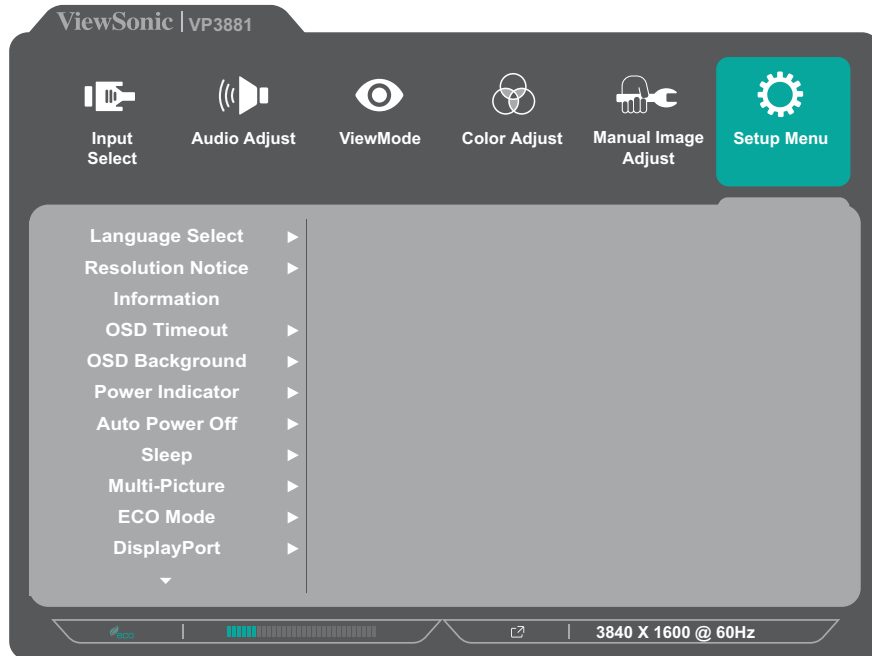 ViewSonic | VP3881
Input
Select
Audio Adjust
ViewMode
Color Adjust
Manual Image
Adjust
Setup Menu
Language Select
Resolution Notice
Information
OSD Timeout
OSD Background
Power Indicator
Auto Power Off
Sleep
Multi-Picture
ECO Mode
DisplayPort
eco
3840 X 1600 @ 60Hz